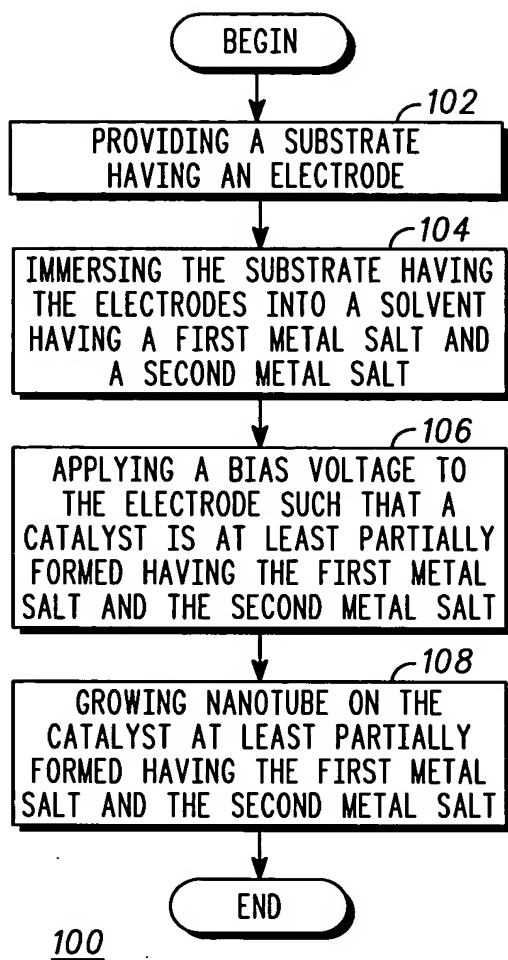 BEGIN
102
PROVIDING A SUBSTRATE
HAVING AN ELECTRODE
104
IMMERSING THE SUBSTRATE HAVING
THE ELECTRODES INTO A SOLVENT
HAVING A FIRST METAL SALT AND
A SECOND METAL SALT
106
APPLYING A BIAS VOLTAGE TO
THE ELECTRODE SUCH THAT A
CATALYST IS AT LEAST PARTIALLY
FORMED HAVING THE FIRST METAL
SALT AND THE SECOND METAL SALT
108
GROWING NANOTUBE ON THE
CATALYST AT LEAST PARTIALLY
FORMED HAVING THE FIRST METAL
SALT AND THE SECOND METAL SALT
END
100